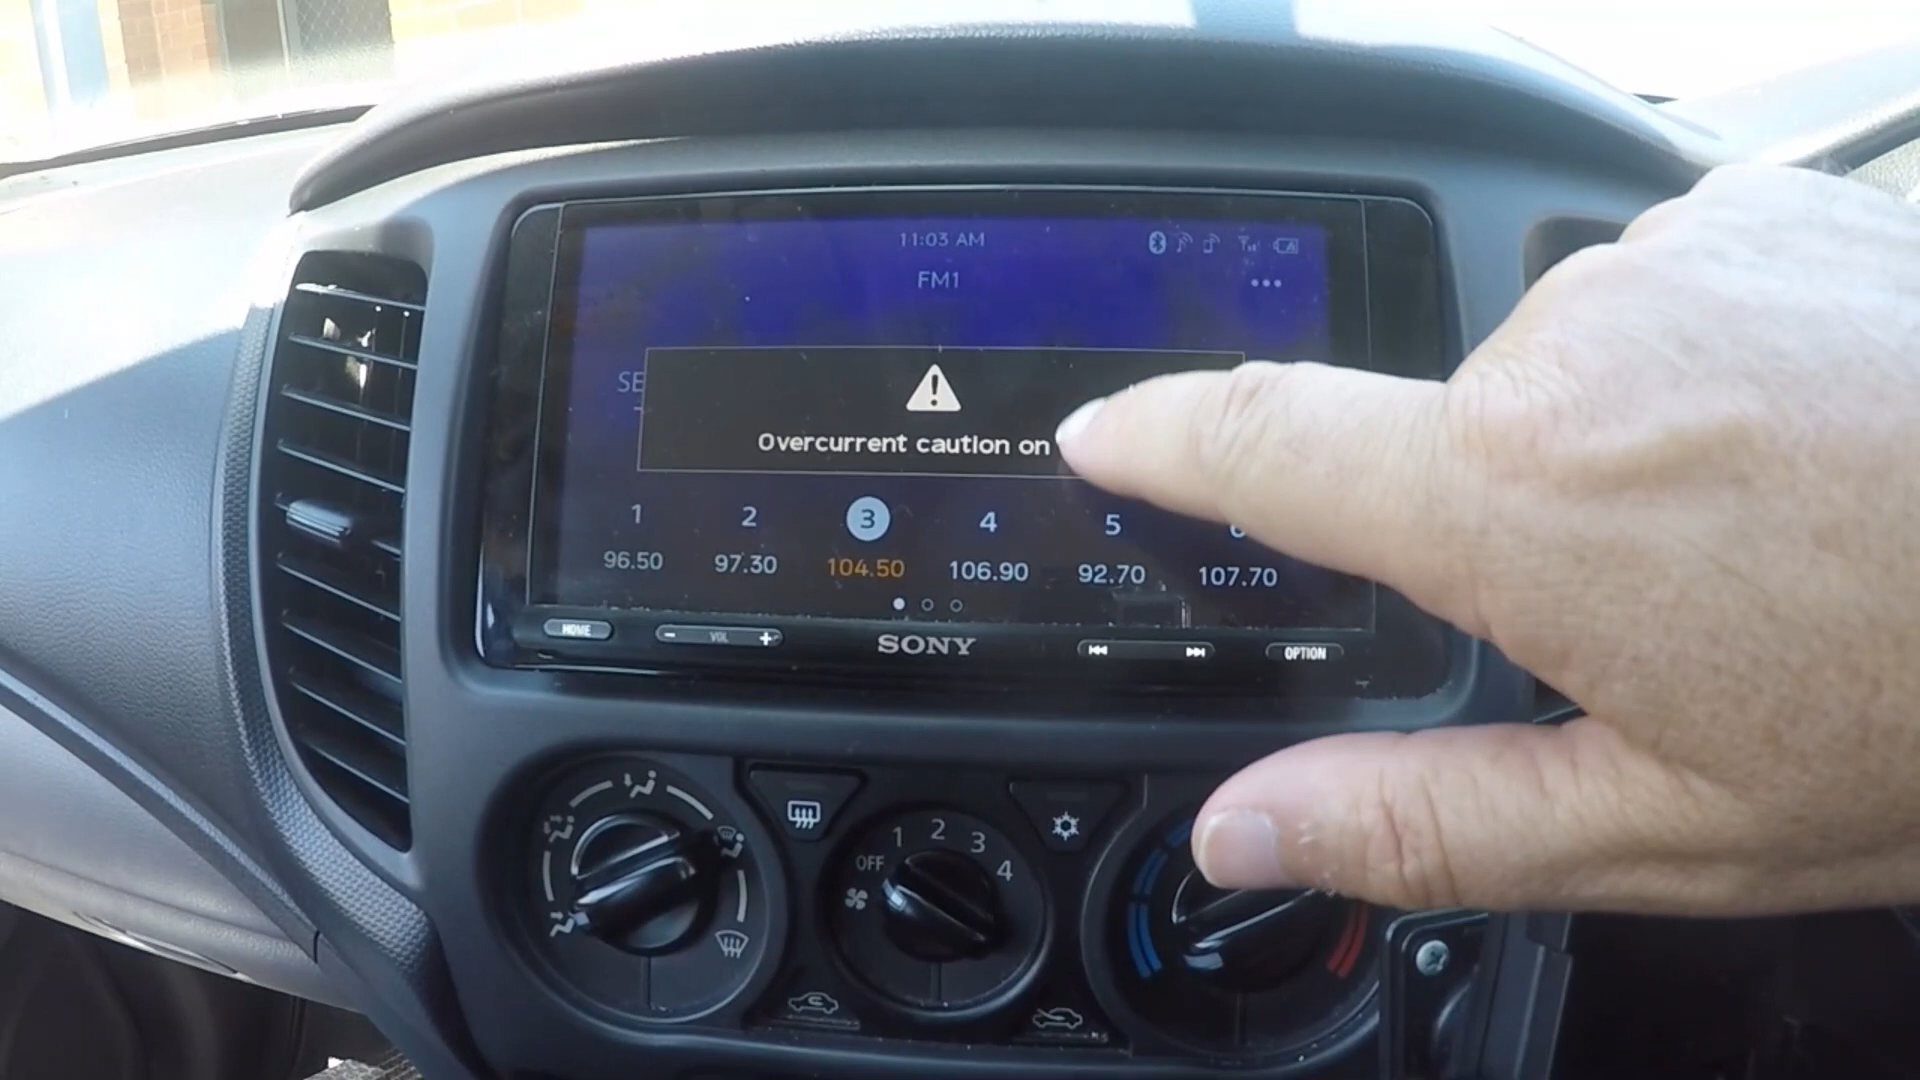 11:03 AM
FM1
SE
Overcurrent caution on
1 2 3 4 5
96.50 97.30 104.50 106.90 92.70 107.70
HOME - VOL + SONY OPTION
OFF 1 2 3 4